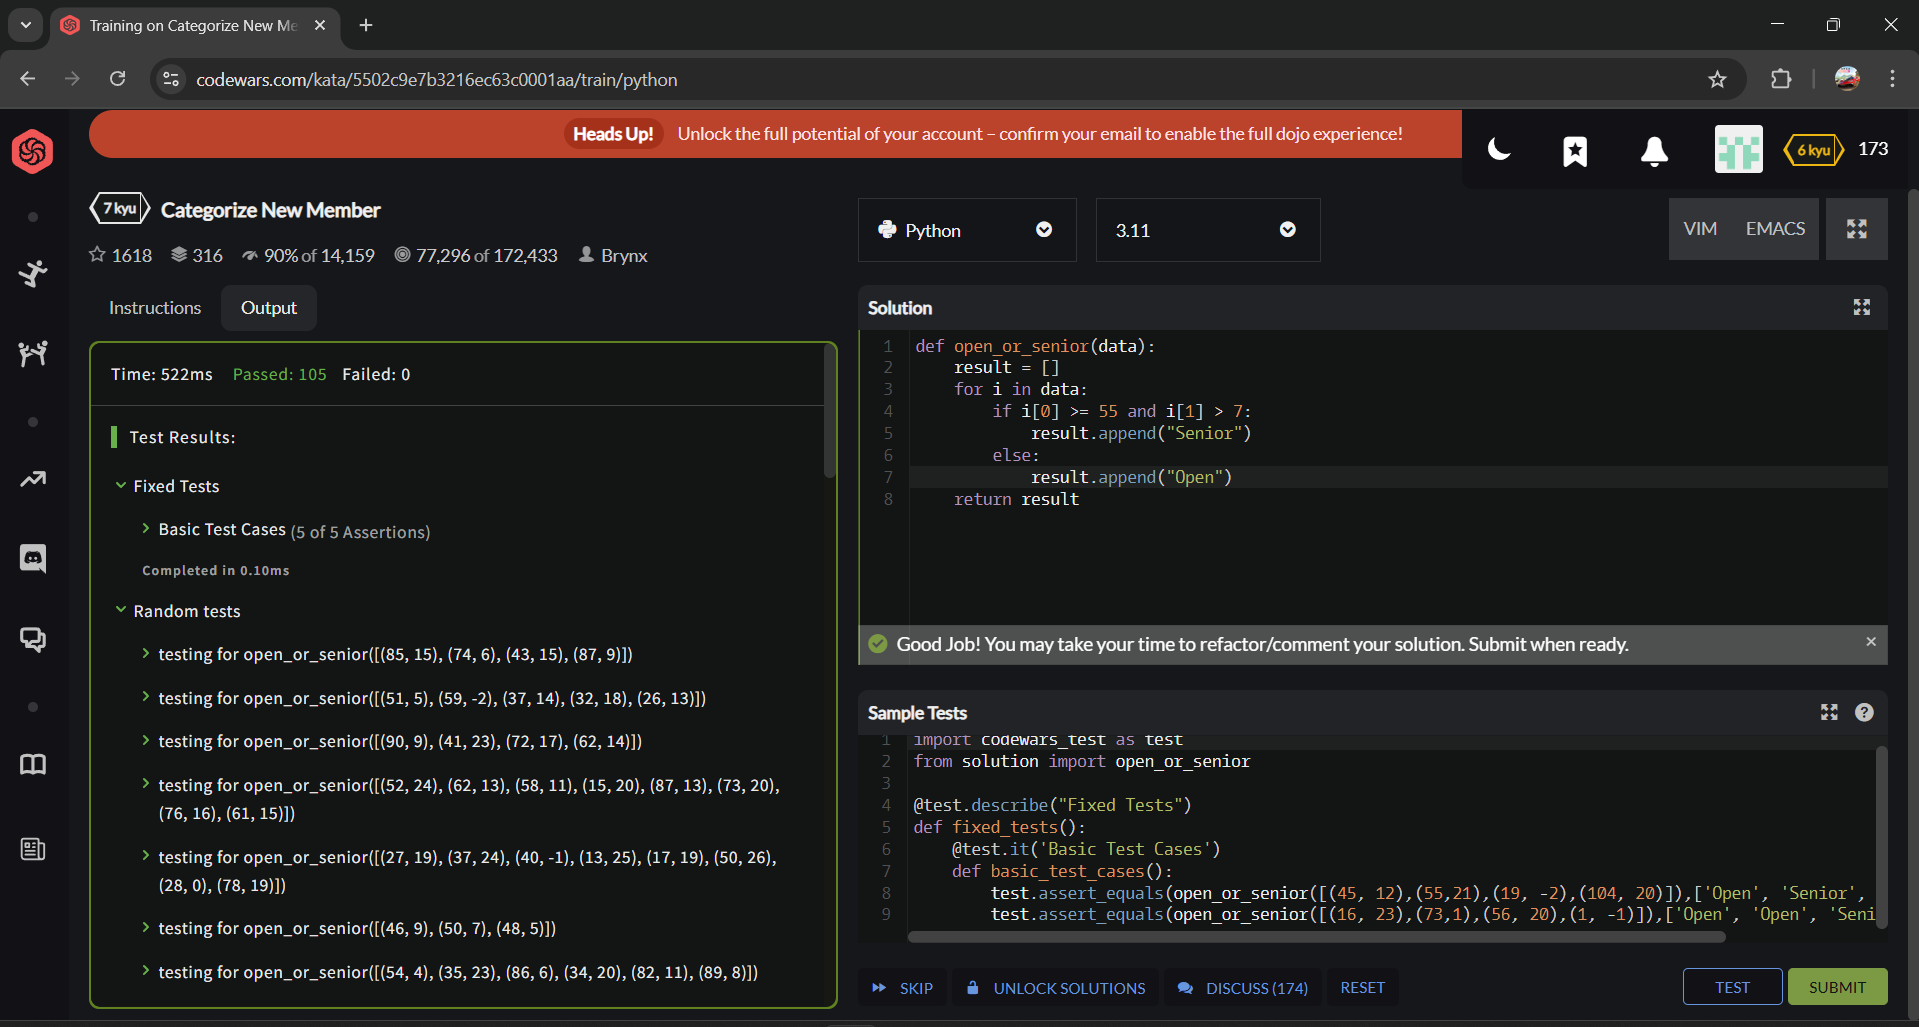 Training on Categorize New Me
codewars.com/kata/5502c9e7b3216ec63c0001aa/train/python
Heads Up! Unlock the full potential of your account – confirm your email to enable the full dojo experience!
6 kyu 173
7 kyu Categorize New Member
1618 316 90% of 14,159 77,296 of 172,433 Brynx
Python
3.11
VIM EMACS
Instructions Output
Time: 522ms Passed: 105 Failed: 0
Test Results:
Fixed Tests
Basic Test Cases (5 of 5 Assertions)
Completed in 0.10ms
Random tests
testing for open_or_senior([(85, 15), (74, 6), (43, 15), (87, 9)])
testing for open_or_senior([(51, 5), (59, -2), (37, 14), (32, 18), (26, 13)])
testing for open_or_senior([(90, 9), (41, 23), (72, 17), (62, 14)])
testing for open_or_senior([(52, 24), (62, 13), (58, 11), (15, 20), (87, 13), (73, 20),
(76, 16), (61, 15)])
testing for open_or_senior([(27, 19), (37, 24), (40, -1), (13, 25), (17, 19), (50, 26),
(28, 0), (78, 19)])
testing for open_or_senior([(46, 9), (50, 7), (48, 5)])
testing for open_or_senior([(54, 4), (35, 23), (86, 6), (34, 20), (82, 11), (89, 8)])
Solution
1 def open_or_senior(data):
2     result = []
3     for i in data:
4         if i[0] >= 55 and i[1] > 7:
5             result.append("Senior")
6         else:
7             result.append("Open")
8     return result
Good Job! You may take your time to refactor/comment your solution. Submit when ready.
Sample Tests
1 import codewars_test as test
2 from solution import open_or_senior
3
4 @test.describe("Fixed Tests")
5 def fixed_tests():
6     @test.it('Basic Test Cases')
7     def basic_test_cases():
8         test.assert_equals(open_or_senior([(45, 12),(55,21),(19, -2),(104, 20)]),['Open', 'Senior',
9         test.assert_equals(open_or_senior([(16, 23),(73,1),(56, 20),(1, -1)]),['Open', 'Open', 'Seni
SKIP UNLOCK SOLUTIONS DISCUSS (174) RESET
TEST SUBMIT